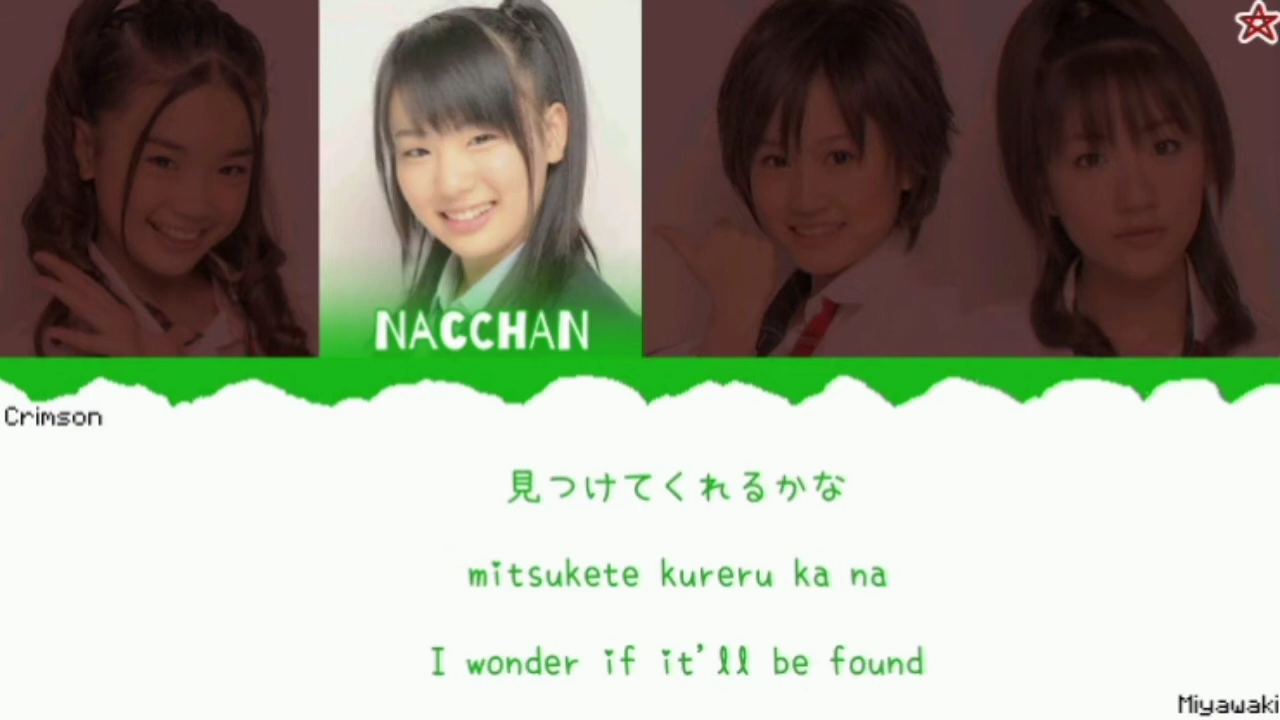 NACCHAN
Crimson
見つけてくれるかな
mitsukete kureru ka na
I wonder if it'll be found
Miyawaki